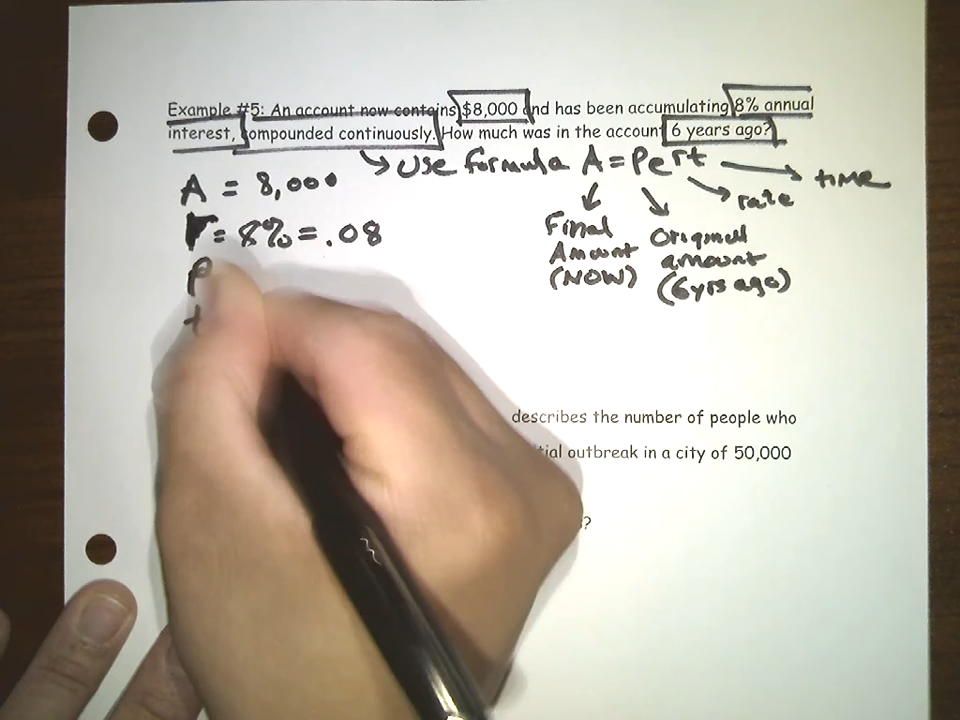 Example #5: An account now contains $8,000 and has been accumulating 8% annual
interest, compounded continuously. How much was in the account 6 years ago?
→ Use formula A = Pert → time
→ rate
A = 8,000
Final Amount (NOW)
Original amount (6yrs ago)
r = 8% = .08
P
t
describes the number of people who
outbreak in a city of 50,000
?